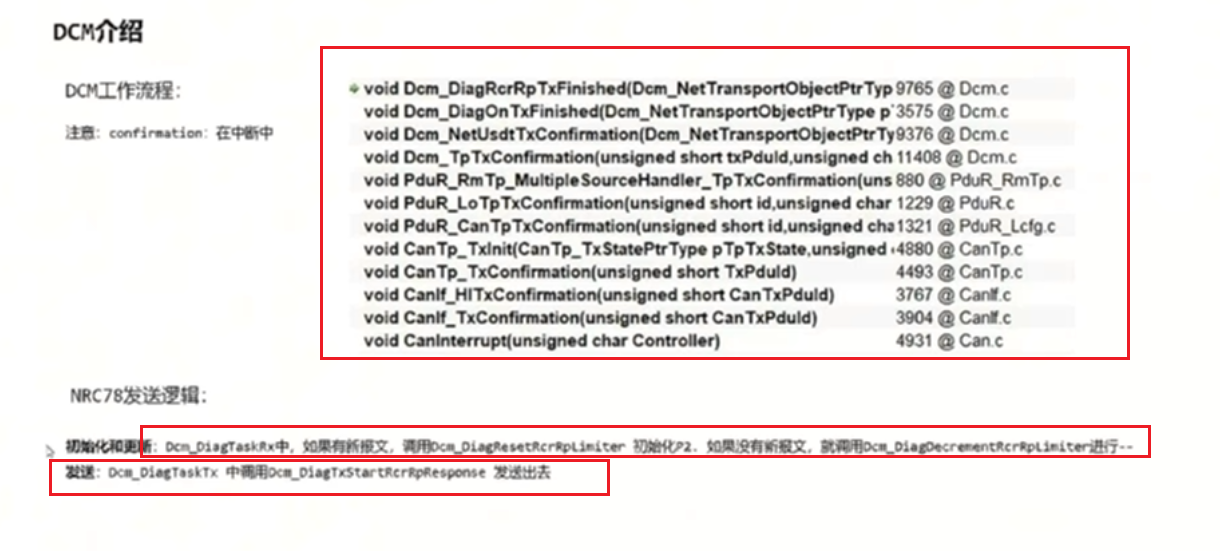 DCM介绍
DCM工作流程:
注意: confirmation: 在中断中
void Dcm_DiagRcrRpTxFinished(Dcm_NetTransportObjectPtrTyp 9765 @ Dcm.c
void Dcm_DiagOnTxFinished(Dcm_NetTransportObjectPtrType p' 3575 @ Dcm.c
void Dcm_NetUsdtTxConfirmation(Dcm_NetTransportObjectPtrTy 9376 @ Dcm.c
void Dcm_TpTxConfirmation(unsigned short txPduId,unsigned ch 11408 @ Dcm.c
void PduR_RmTp_MultipleSourceHandler_TpTxConfirmation(uns 880 @ PduR_RmTp.c
void PduR_LoTpTxConfirmation(unsigned short id,unsigned char 1229 @ PduR.c
void PduR_CanTpTxConfirmation(unsigned short id,unsigned cha 1321 @ PduR_Lcfg.c
void CanTp_TxInit(CanTp_TxStatePtrType pTpTxState,unsigned 4880 @ CanTp.c
void CanTp_TxConfirmation(unsigned short TxPduId) 4493 @ CanTp.c
void CanIf_HlTxConfirmation(unsigned short CanTxPduId) 3767 @ CanIf.c
void CanIf_TxConfirmation(unsigned short CanTxPduId) 3904 @ CanIf.c
void CanInterrupt(unsigned char Controller) 4931 @ Can.c
NRC78发送逻辑:
初始化和更新: Dcm_DiagTaskRx中, 如果有新报文, 调用Dcm_DiagResetRcrRpLimiter 初始化P2. 如果没有新报文, 就调用Dcm_DiagDecrementRcrRpLimiter进行--
发送: Dcm_DiagTaskTx 中调用Dcm_DiagTxStartRcrRpResponse 发送出去